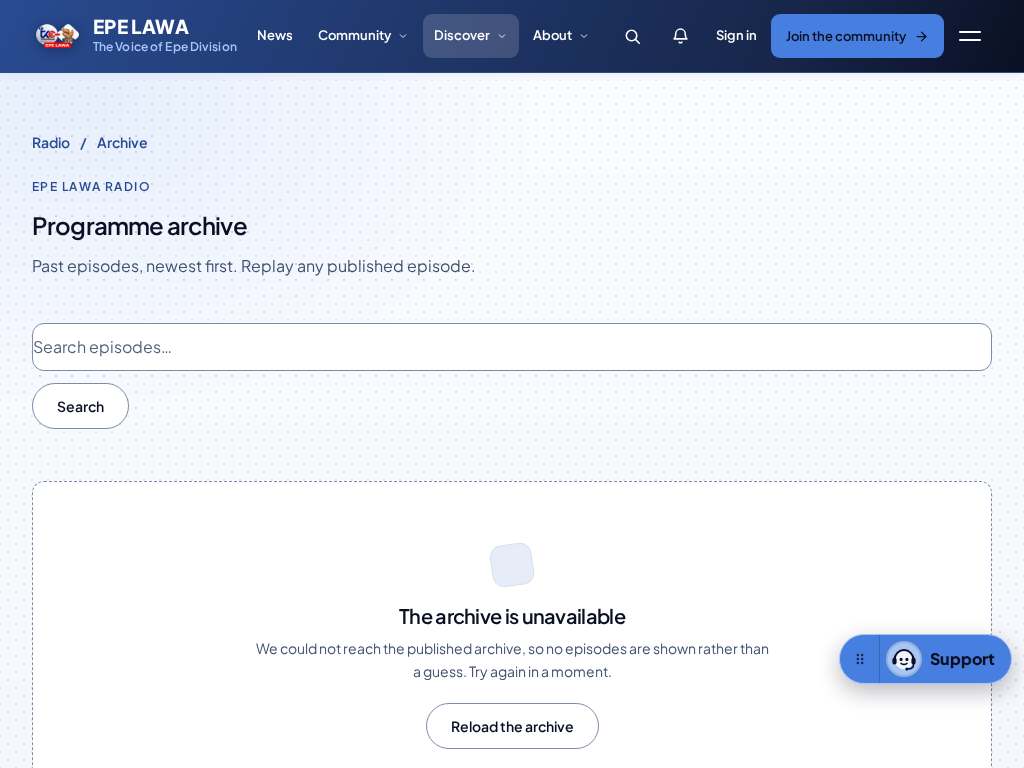 EPE LAWA
The Voice of Epe Division
News
Community
Discover
About
Sign in
Join the community
Radio / Archive
EPE LAWA RADIO
Programme archive
Past episodes, newest first. Replay any published episode.
Search episodes…
Search
The archive is unavailable
We could not reach the published archive, so no episodes are shown rather than
a guess. Try again in a moment.
Reload the archive
Support